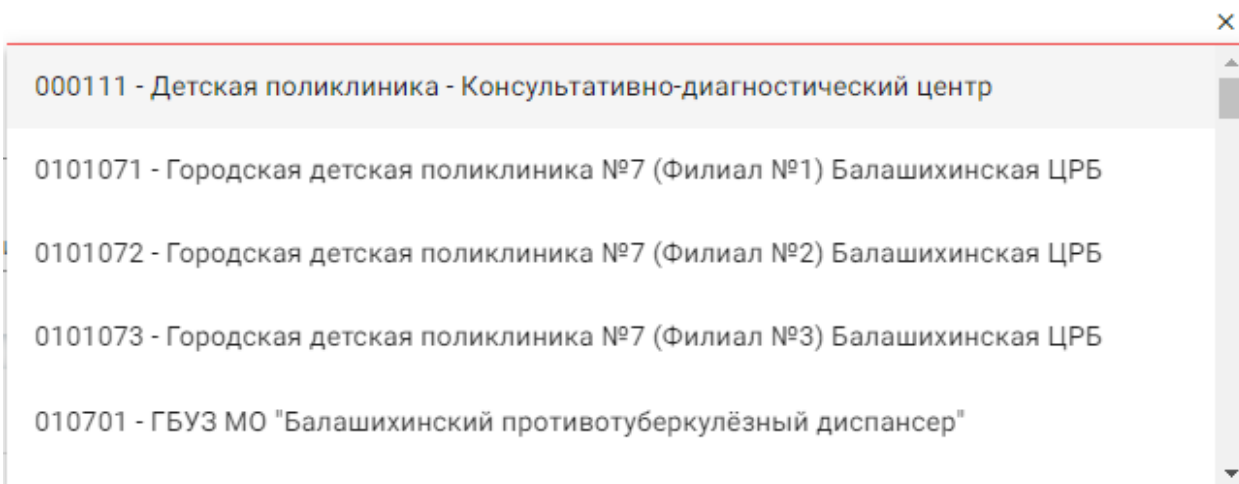 000111 - Детская поликлиника - Консультативно-диагностический центр
0101071 - Городская детская поликлиника №7 (Филиал №1) Балашихинская ЦРБ
0101072 - Городская детская поликлиника №7 (Филиал №2) Балашихинская ЦРБ
0101073 - Городская детская поликлиника №7 (Филиал №3) Балашихинская ЦРБ
010701 - ГБУЗ МО "Балашихинский противотуберкулёзный диспансер"